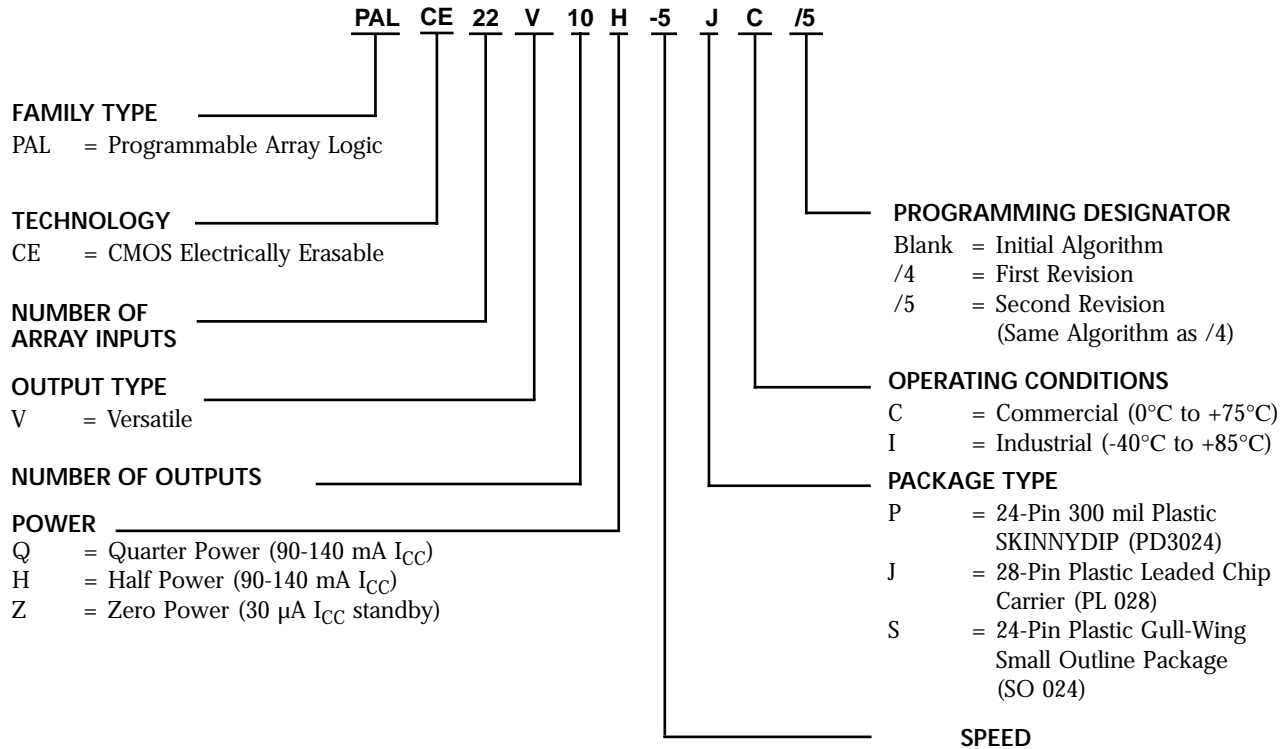 PAL CE 22 V 10 H -5 J C /5
FAMILY TYPE
PAL = Programmable Array Logic
TECHNOLOGY
CE = CMOS Electrically Erasable
NUMBER OF
ARRAY INPUTS
OUTPUT TYPE
V = Versatile
NUMBER OF OUTPUTS
POWER
Q = Quarter Power (90-140 mA ICC)
H = Half Power (90-140 mA ICC)
Z = Zero Power (30 µA ICC standby)
PROGRAMMING DESIGNATOR
Blank = Initial Algorithm
/4 = First Revision
/5 = Second Revision
(Same Algorithm as /4)
OPERATING CONDITIONS
C = Commercial (0°C to +75°C)
I = Industrial (-40°C to +85°C)
PACKAGE TYPE
P = 24-Pin 300 mil Plastic
SKINNYDIP (PD3024)
J = 28-Pin Plastic Leaded Chip
Carrier (PL 028)
S = 24-Pin Plastic Gull-Wing
Small Outline Package
(SO 024)
SPEED